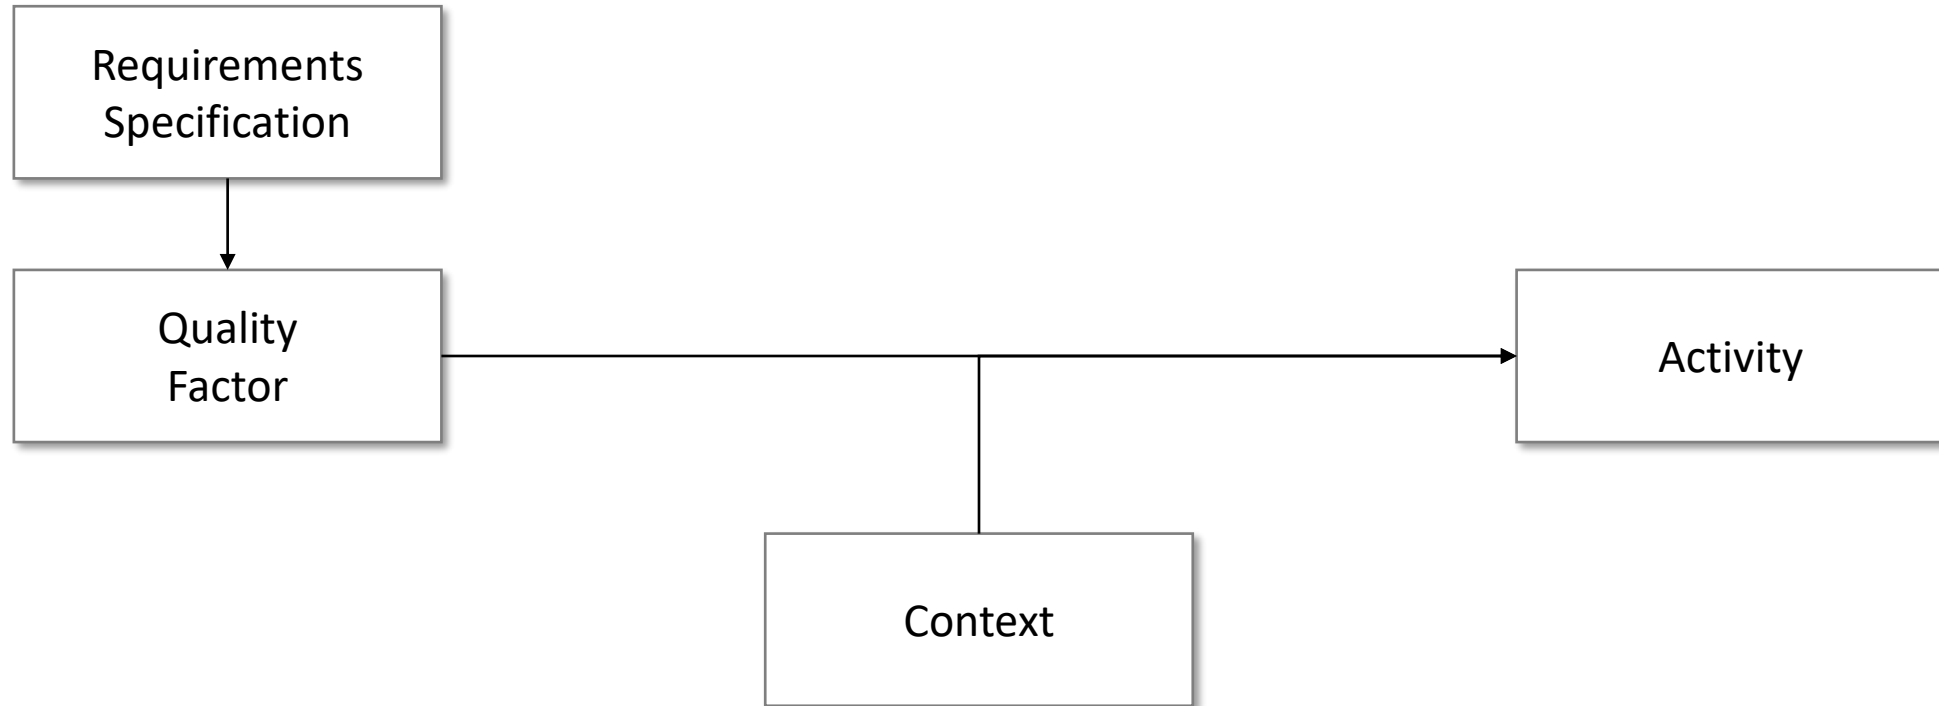 Requirements
Specification
Quality
Factor
Activity
Context